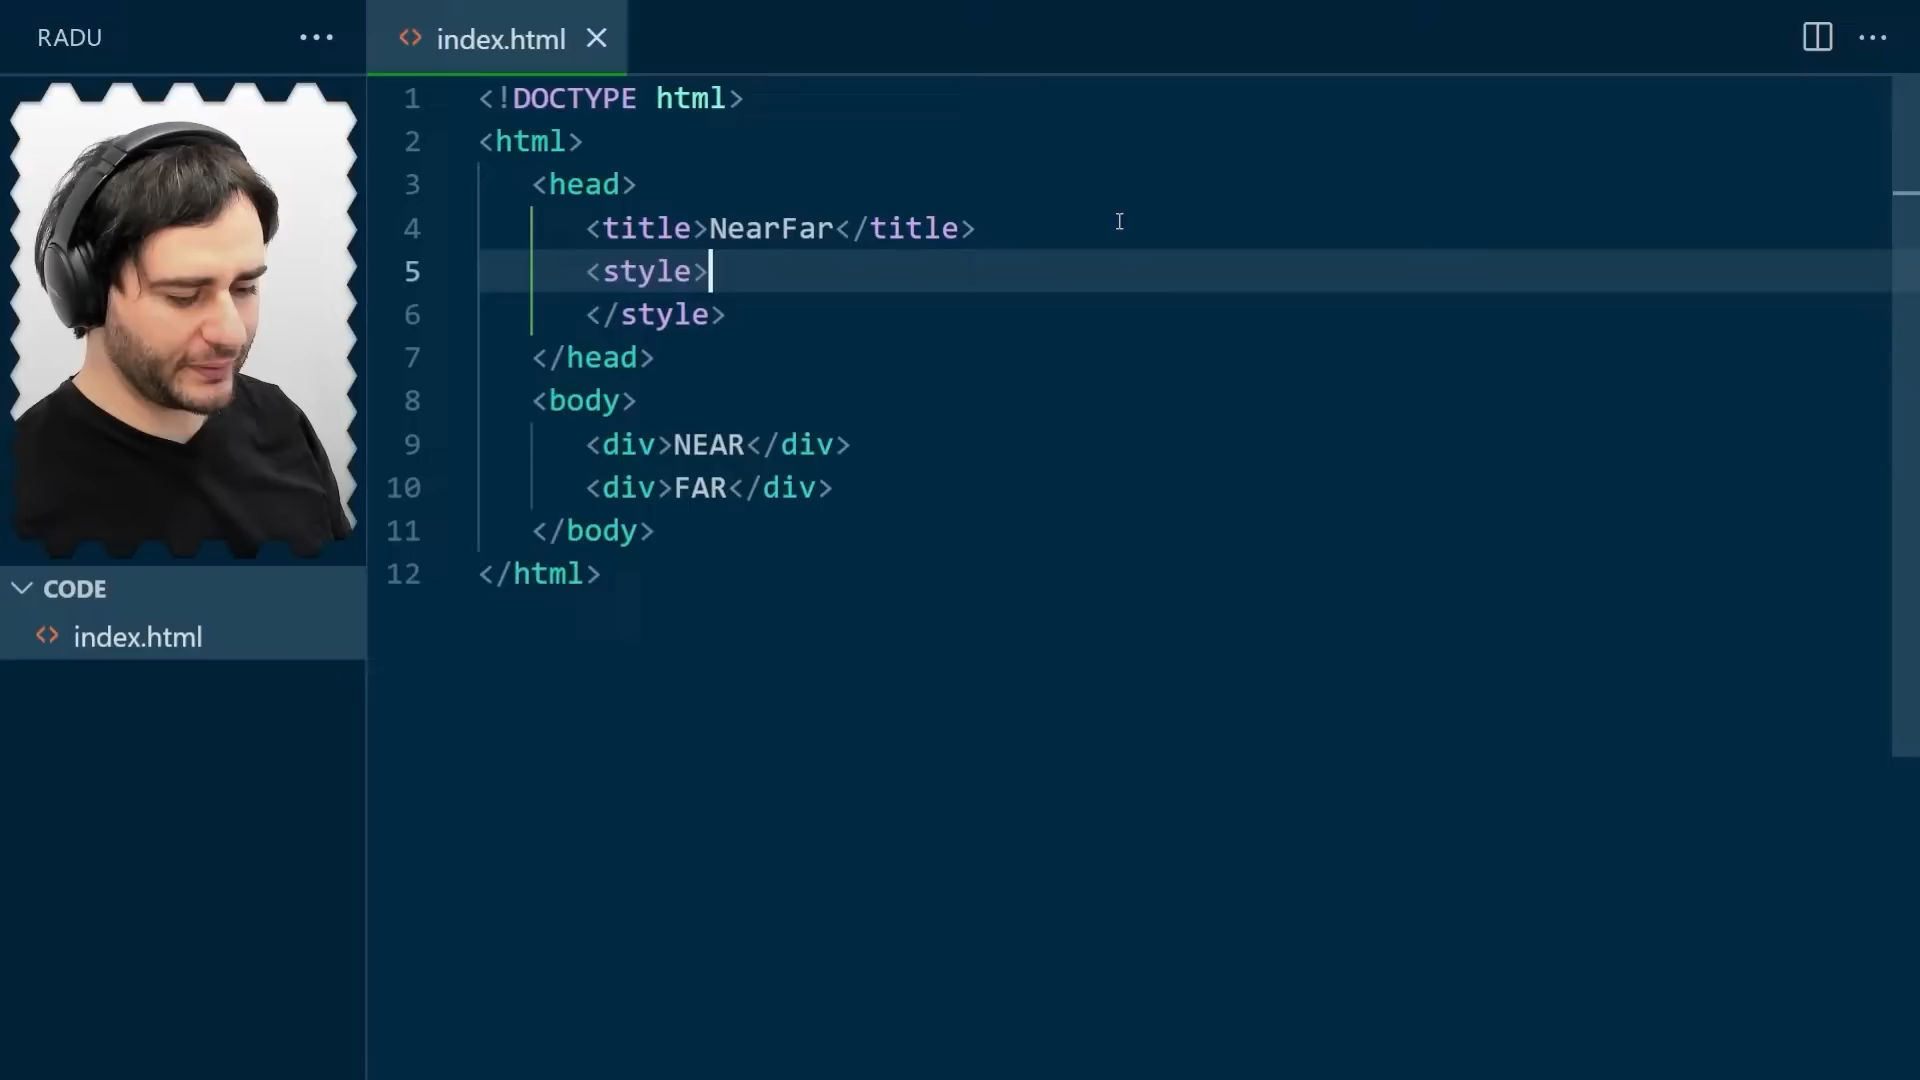 RADU
index.html
1 <!DOCTYPE html>
2 <html>
3 <head>
4 <title>NearFar</title>
5 <style>
6 </style>
7 </head>
8 <body>
9 <div>NEAR</div>
10 <div>FAR</div>
11 </body>
12 </html>
CODE
index.html